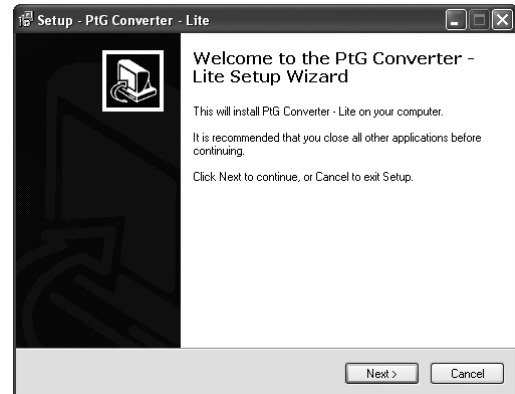 Setup - PtG Converter - Lite
Welcome to the PtG Converter -
Lite Setup Wizard
This will install PtG Converter - Lite on your computer.
It is recommended that you close all other applications before
continuing.
Click Next to continue, or Cancel to exit Setup.
Next >
Cancel